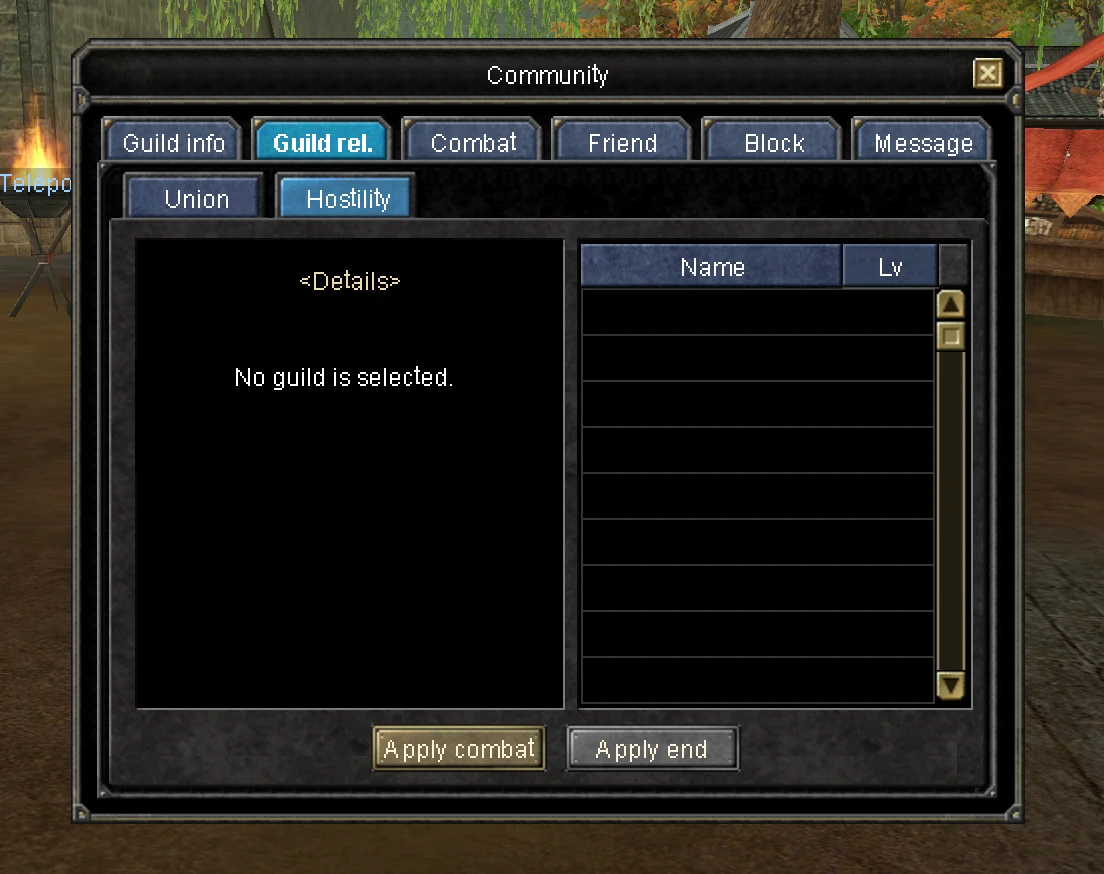 Community
Guild info Guild rel. Combat Friend Block Message
Telepo
Union Hostility
<Details>
Name Lv
No guild is selected.
Apply combat Apply end